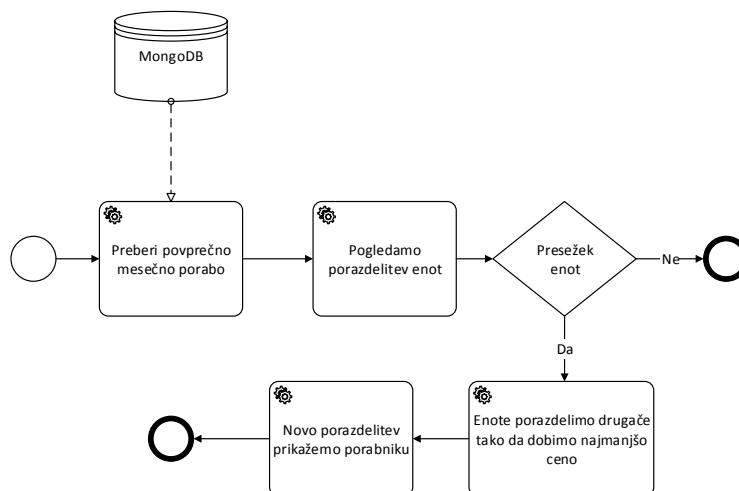 MongoDB
Preberi povprečno
mesečno porabo
Pogledamo
porazdelitev enot
Presežek
enot
Ne
Da
Enote porazdelimo drugače
tako da dobimo najmanjšo
ceno
Novo porazdelitev
prikažemo porabniku